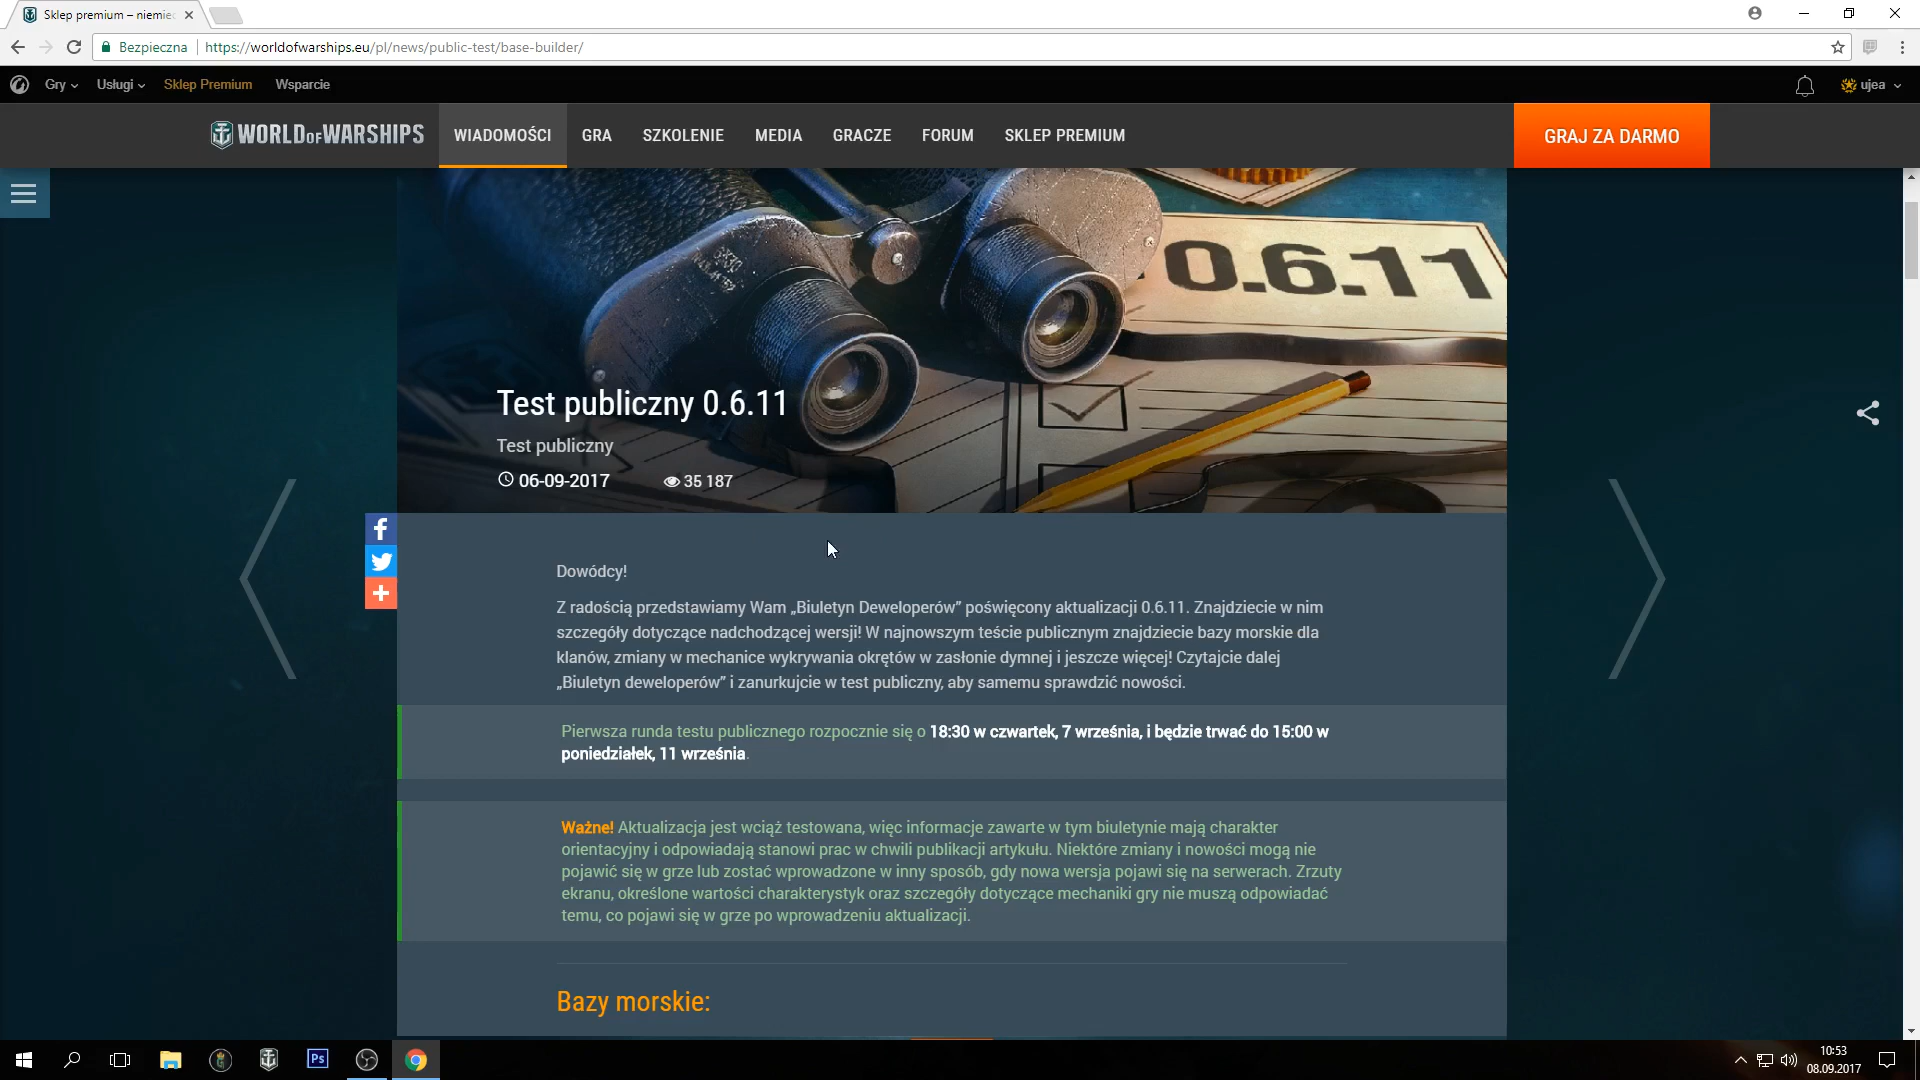 Sklep premium – niemie
Bezpieczna https://worldofwarships.eu/pl/news/public-test/base-builder/
Gry Usługi Sklep Premium Wsparcie ujea
WORLD OF WARSHIPS WIADOMOŚCI GRA SZKOLENIE MEDIA GRACZE FORUM SKLEP PREMIUM GRAJ ZA DARMO
0.6.11
Test publiczny 0.6.11
Test publiczny
06-09-2017 35 187
Dowódcy!
Z radością przedstawiamy Wam „Biuletyn Deweloperów” poświęcony aktualizacji 0.6.11. Znajdziecie w nim
szczegóły dotyczące nadchodzącej wersji! W najnowszym teście publicznym znajdziecie bazy morskie dla
klanów, zmiany w mechanice wykrywania okrętów w zasłonie dymnej i jeszcze więcej! Czytajcie dalej
„Biuletyn deweloperów” i zanurkujcie w test publiczny, aby samemu sprawdzić nowości.
Pierwsza runda testu publicznego rozpocznie się o 18:30 w czwartek, 7 września, i będzie trwać do 15:00 w
poniedziałek, 11 września.
Ważne! Aktualizacja jest wciąż testowana, więc informacje zawarte w tym biuletynie mają charakter
orientacyjny i odpowiadają stanowi prac w chwili publikacji artykułu. Niektóre zmiany i nowości mogą nie
pojawić się w grze lub zostać wprowadzone w inny sposób, gdy nowa wersja pojawi się na serwerach. Zrzuty
ekranu, określone wartości charakterystyk oraz szczegóły dotyczące mechaniki gry nie muszą odpowiadać
temu, co pojawi się w grze po wprowadzeniu aktualizacji.
Bazy morskie:
Ps
10:53
08.09.2017